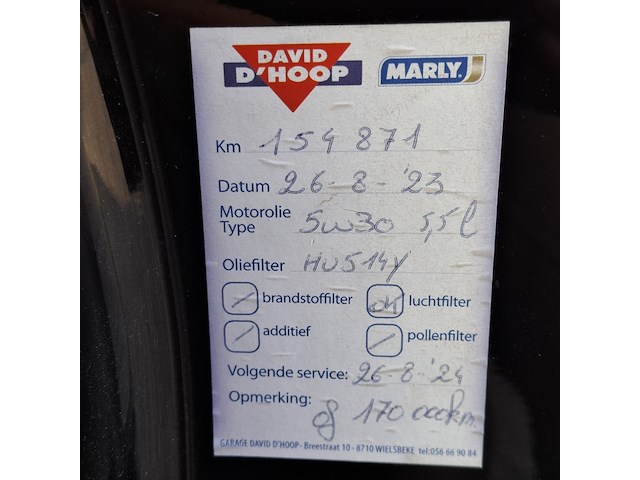 DAVID
D'HOOP
MARLY.
Km 154 871
Datum 26-8-'23
Motorolie
Type 5w30 5,5l
Oliefilter HU514y
brandstoffilter OK luchtfilter
additief pollenfilter
Volgende service: 26-8-'24
Opmerking: of 170 000km
GARAGE DAVID D'HOOP - Breestraat 10 - 8710 WIELSBEKE tel:056 66 90 84